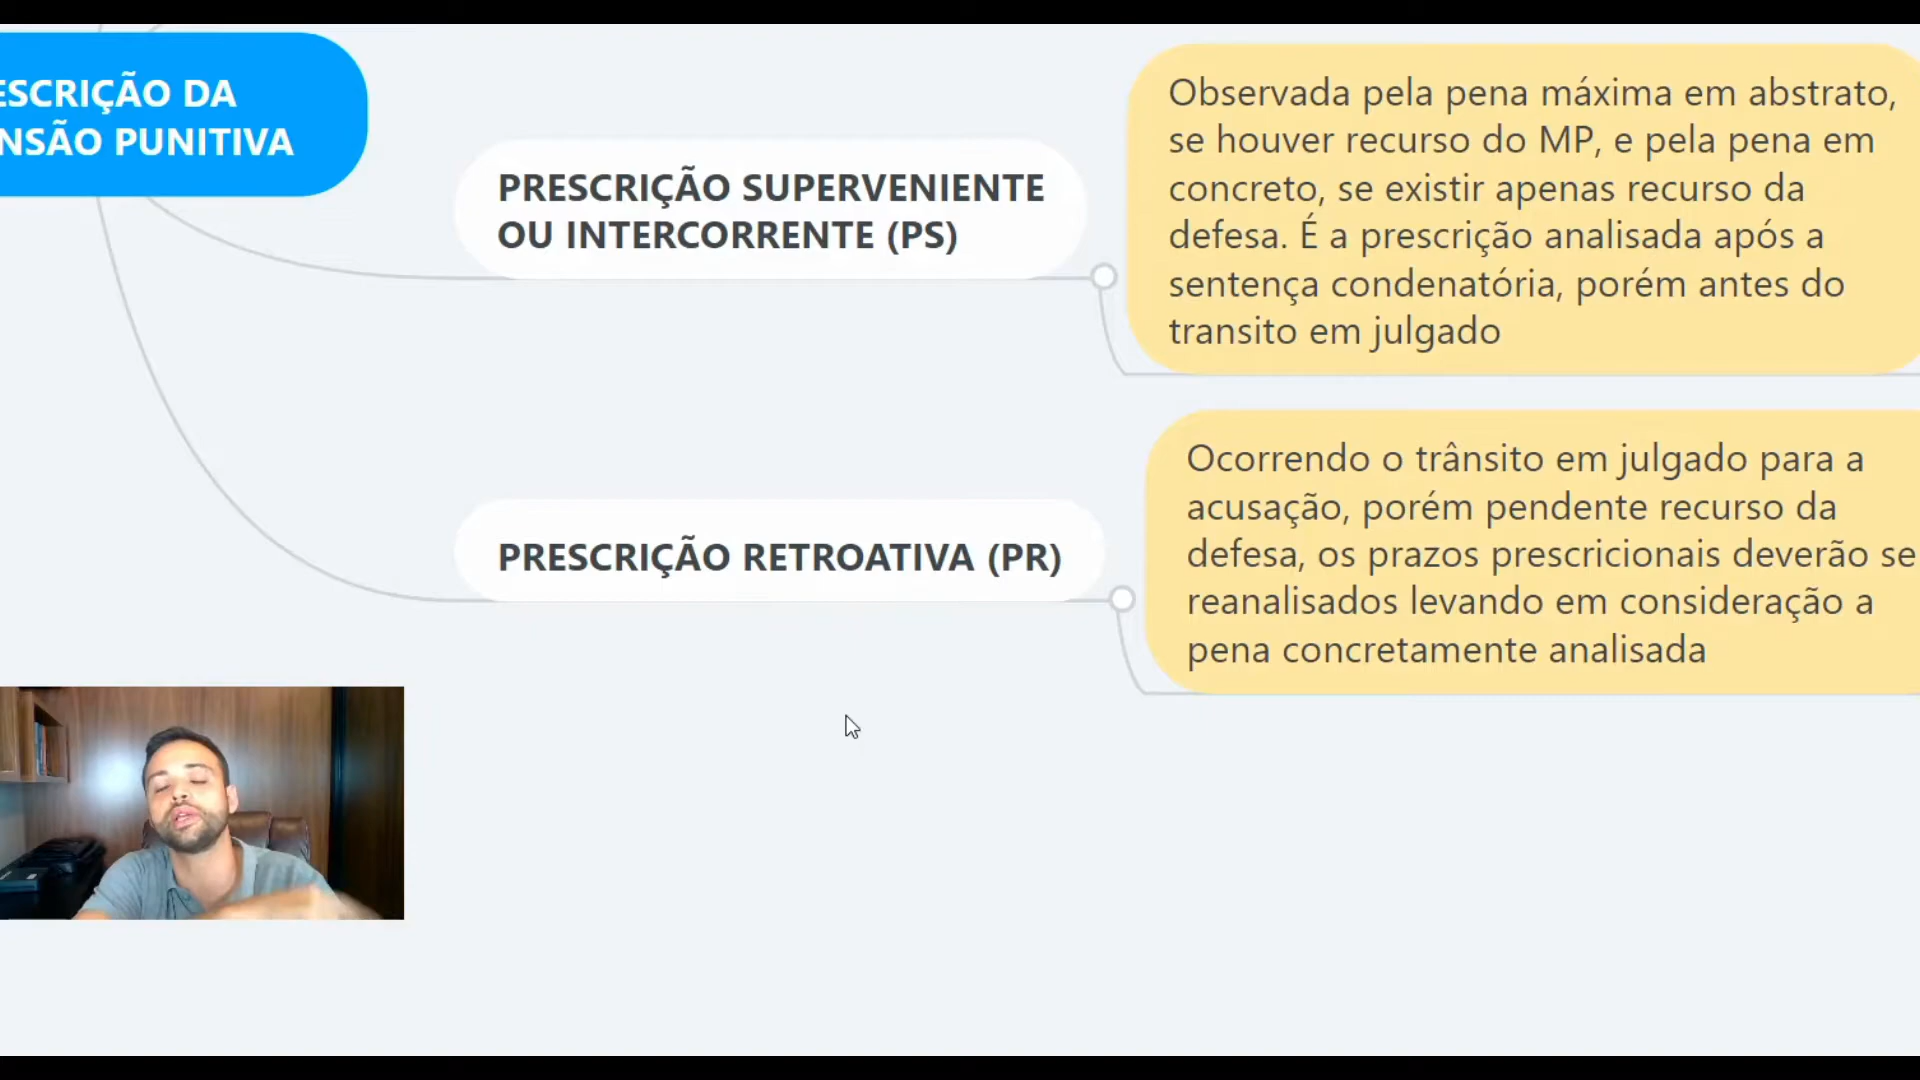 ESCRIÇÃO DA
NSÃO PUNITIVA
PRESCRIÇÃO SUPERVENIENTE
OU INTERCORRENTE (PS)
Observada pela pena máxima em abstrato,
se houver recurso do MP, e pela pena em
concreto, se existir apenas recurso da
defesa. É a prescrição analisada após a
sentença condenatória, porém antes do
transito em julgado
PRESCRIÇÃO RETROATIVA (PR)
Ocorrendo o trânsito em julgado para a
acusação, porém pendente recurso da
defesa, os prazos prescricionais deverão se
reanalisados levando em consideração a
pena concretamente analisada